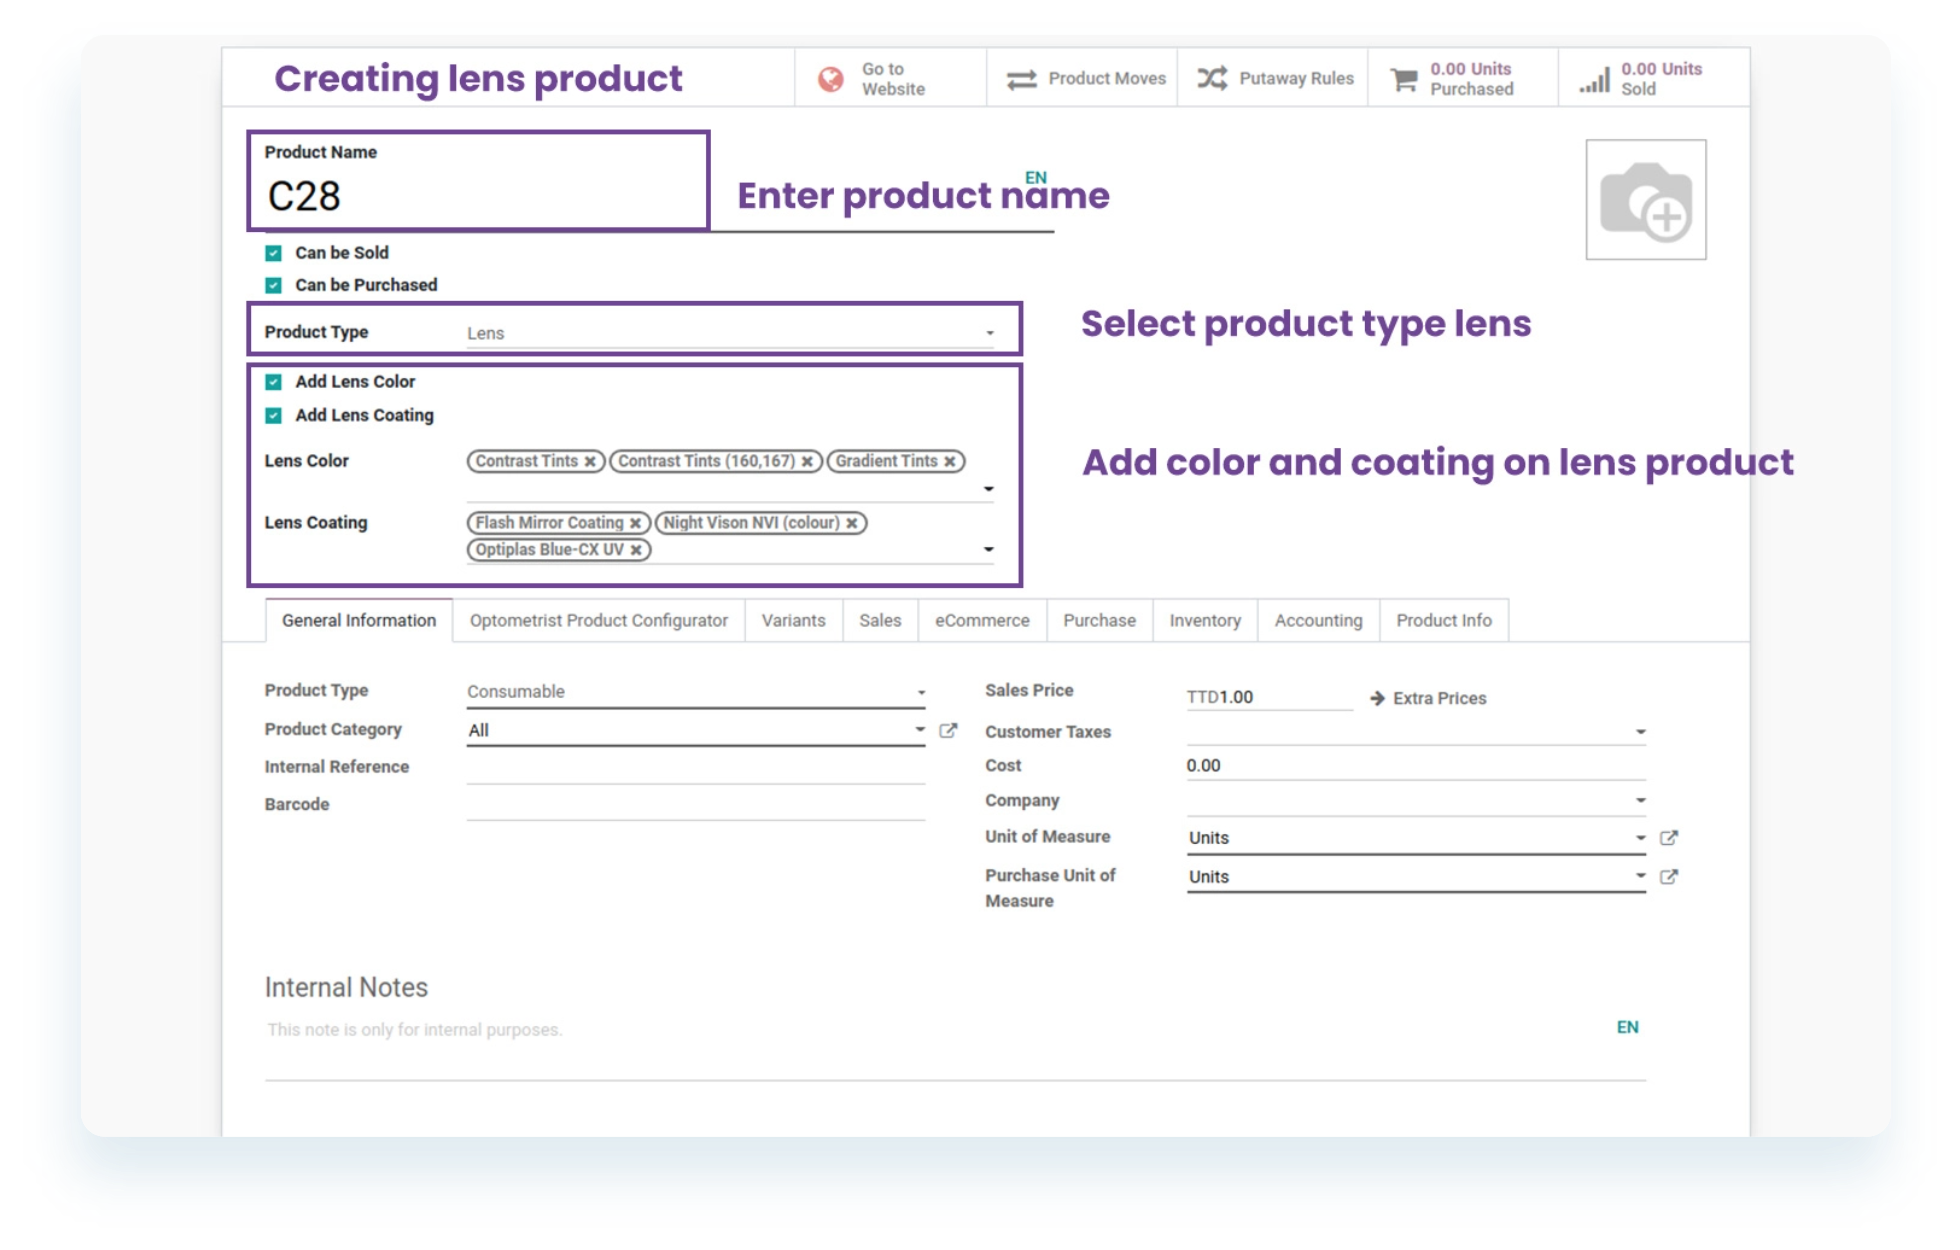 Creating lens product
Go to
Website
Product Moves
Putaway Rules
0.00 Units
Purchased
0.00 Units
Sold
Product Name
C28
EN
Enter product name
Can be Sold
Can be Purchased
Product Type Lens
Select product type lens
Add Lens Color
Add Lens Coating
Lens Color Contrast Tints Contrast Tints (160,167) Gradient Tints
Add color and coating on lens product
Lens Coating Flash Mirror Coating Night Vison NVI (colour)
Optiplas Blue-CX UV
General Information Optometrist Product Configurator Variants Sales eCommerce Purchase Inventory Accounting Product Info
Product Type Consumable
Product Category All
Internal Reference
Barcode
Sales Price TTD1.00 Extra Prices
Customer Taxes
Cost 0.00
Company
Unit of Measure Units
Purchase Unit of Units
Measure
Internal Notes
This note is only for internal purposes.
EN